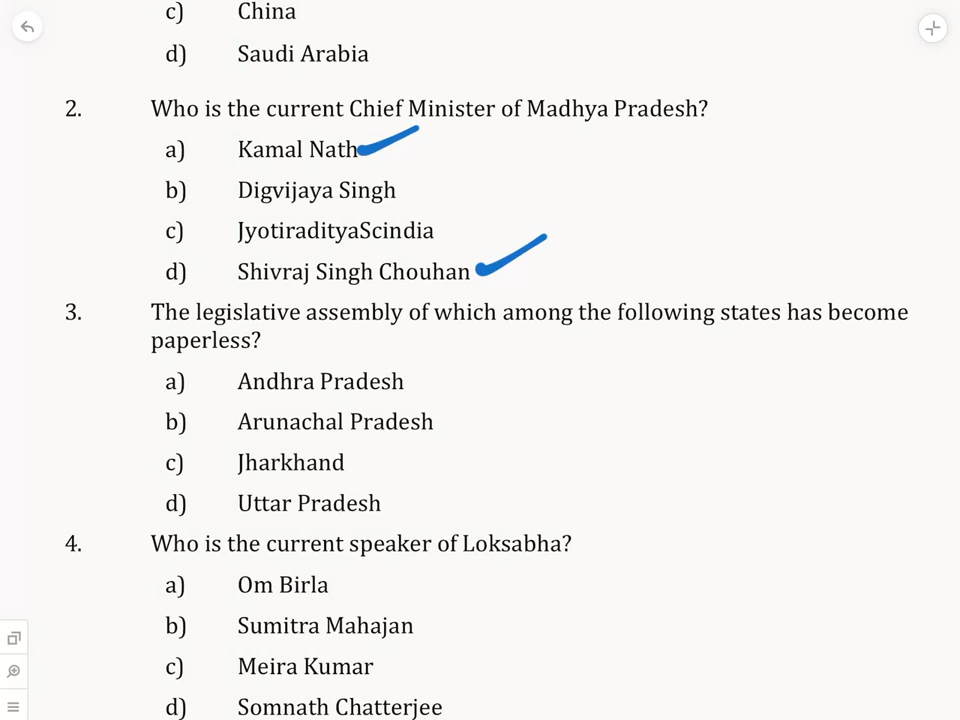 c) China
d) Saudi Arabia
2. Who is the current Chief Minister of Madhya Pradesh?
a) Kamal Nath
b) Digvijaya Singh
c) JyotiradityaScindia
d) Shivraj Singh Chouhan
3. The legislative assembly of which among the following states has become
paperless?
a) Andhra Pradesh
b) Arunachal Pradesh
c) Jharkhand
d) Uttar Pradesh
4. Who is the current speaker of Loksabha?
a) Om Birla
b) Sumitra Mahajan
c) Meira Kumar
d) Somnath Chatterjee